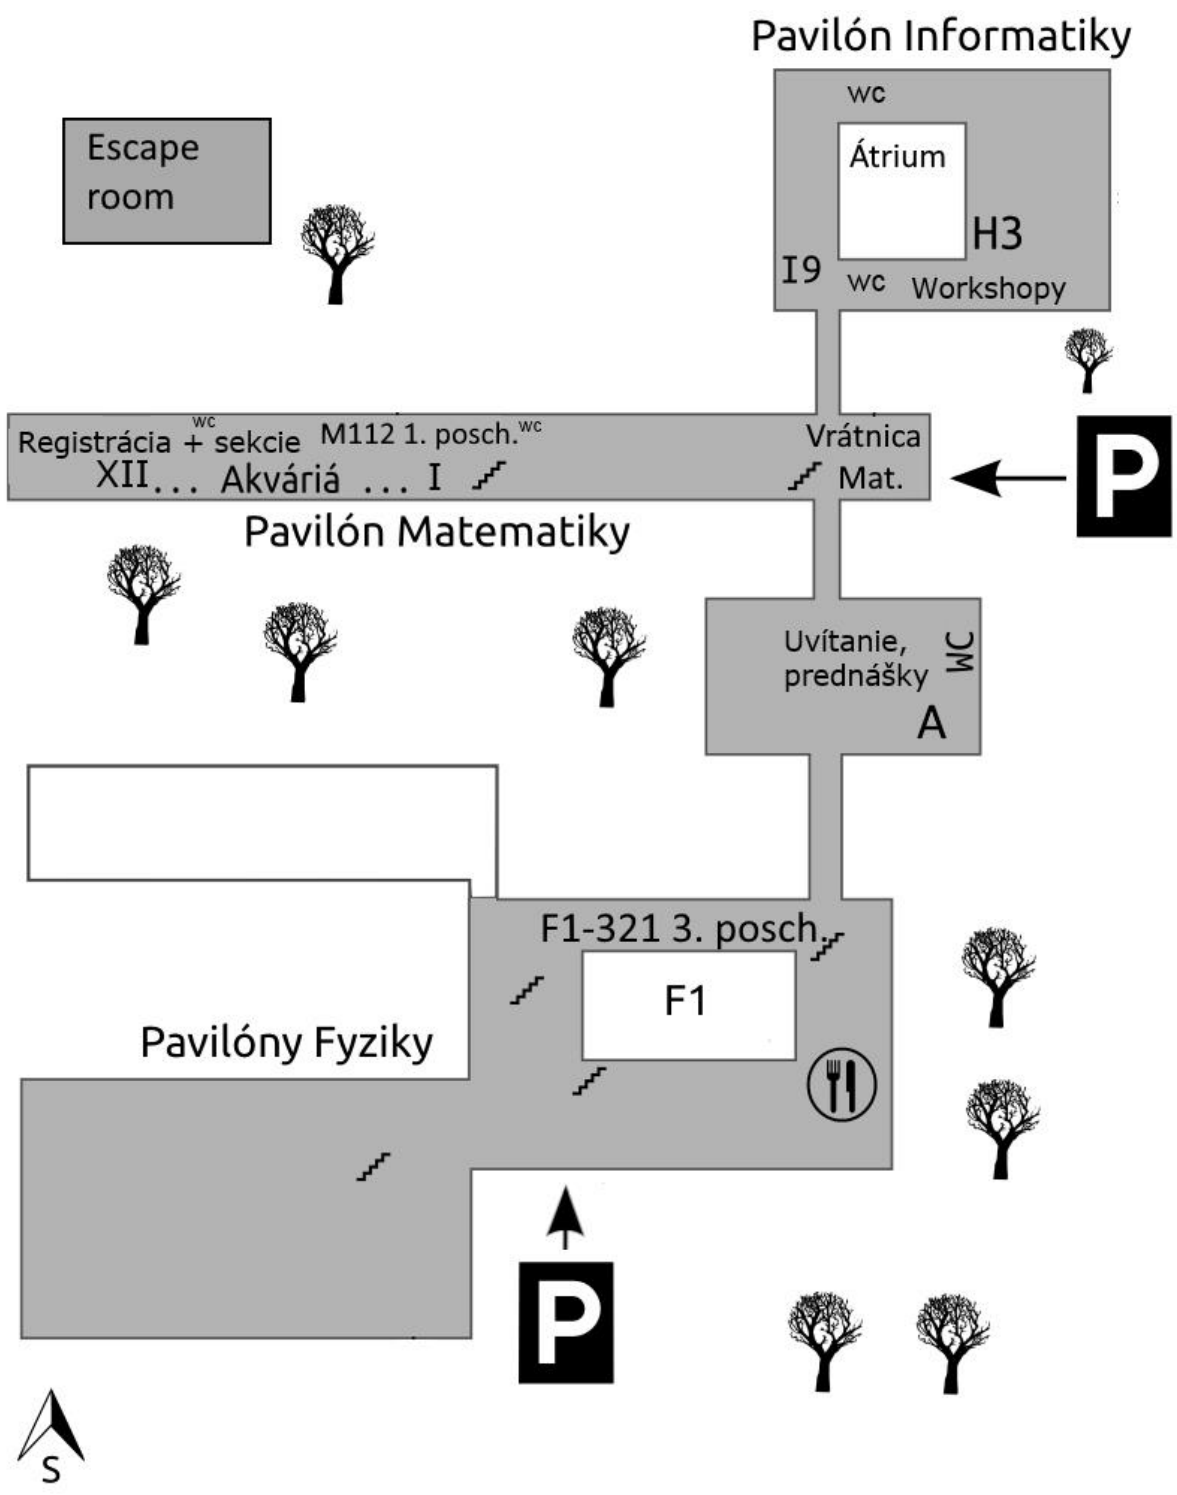 Pavilón Informatiky
wc
Átrium
Escape
room
H3
I9
wc Workshopy
Registrácia + sekcie
wc
M112 1. posch.
wc
Vrátnica
XII... Akváriá ... I
Mat.
P
Pavilón Matematiky
Uvítanie,
prednášky
WC
A
F1-321 3. posch.
F1
Pavilóny Fyziky
P
S